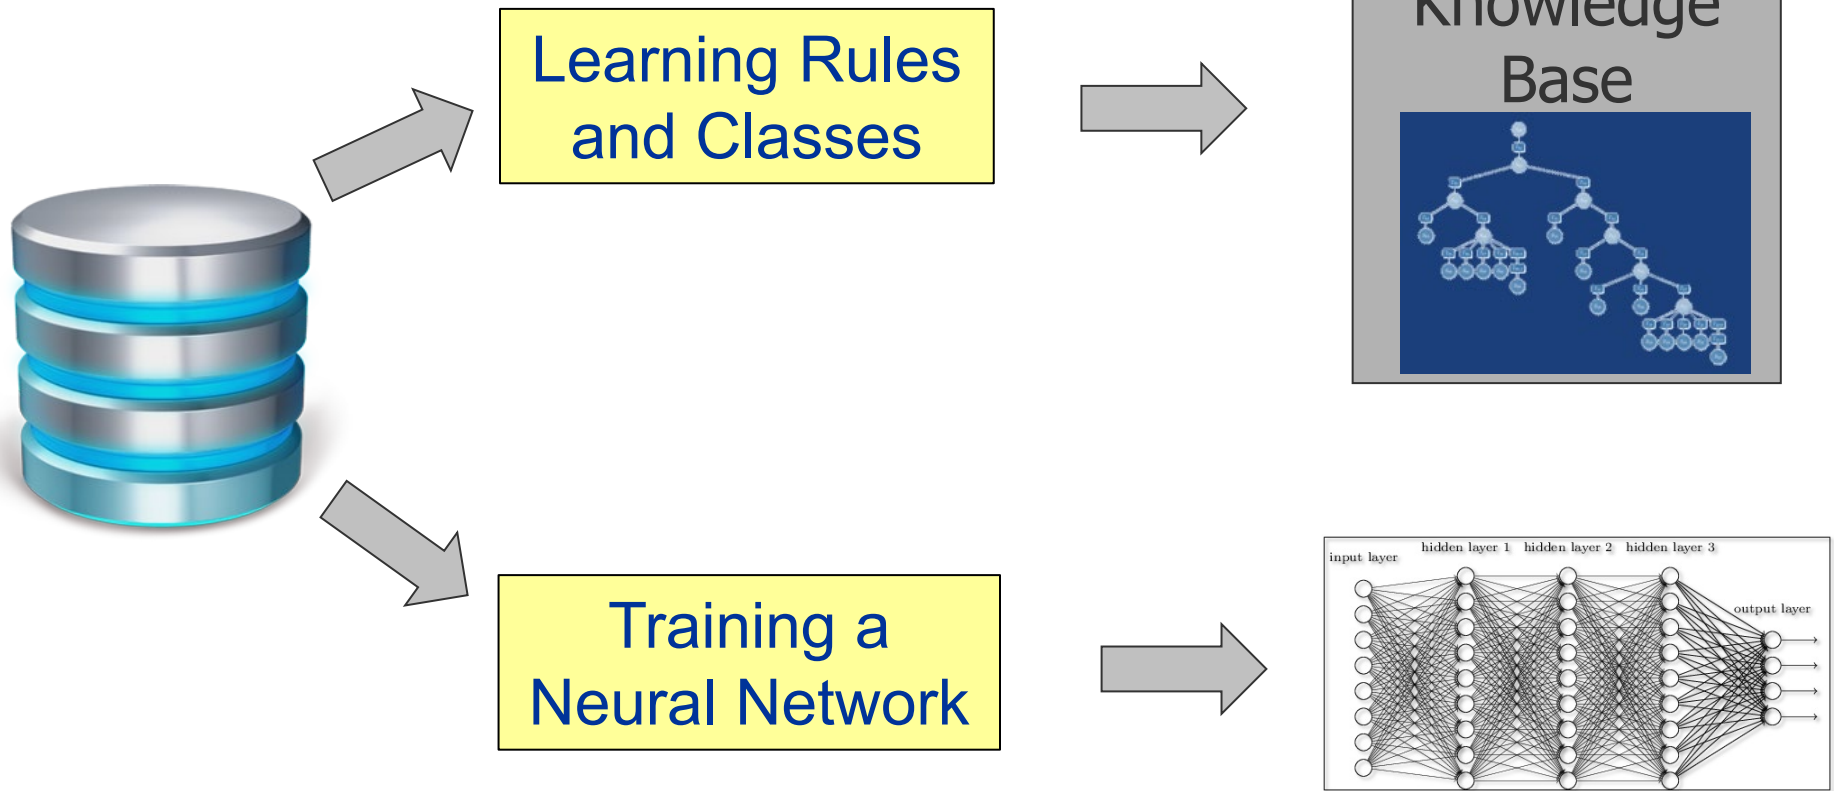 Learning Rules
and Classes
Knowledge
Base
Training a
Neural Network
input layer
hidden layer 1 hidden layer 2 hidden layer 3
output layer